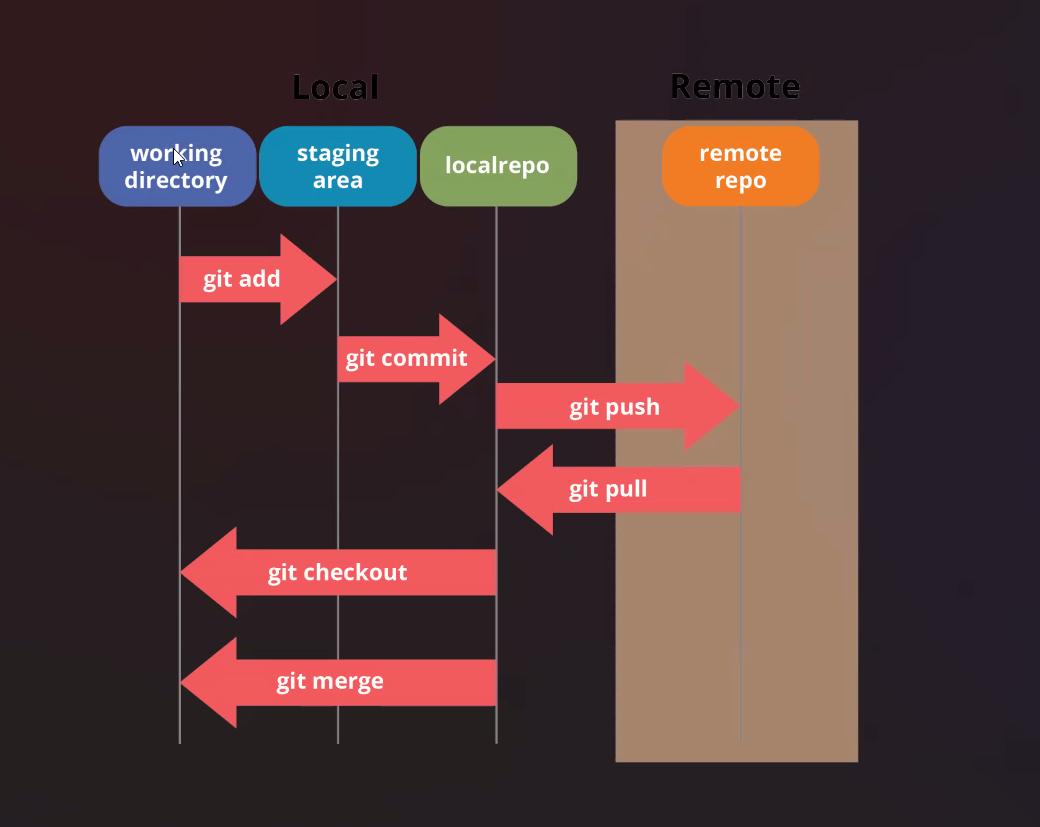 Local
Remote
working
directory
staging
area
localrepo
remote
repo
git add
git commit
git push
git pull
git checkout
git merge